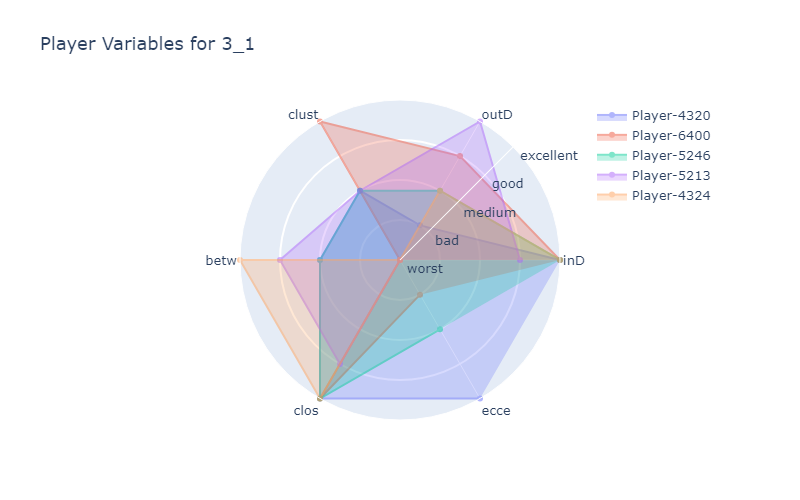 Player Variables for 3_1
clust
outD
Player-4320
Player-6400
Player-5246
Player-5213
Player-4324
excellent
good
medium
bad
worst
betw
inD
clos
ecce